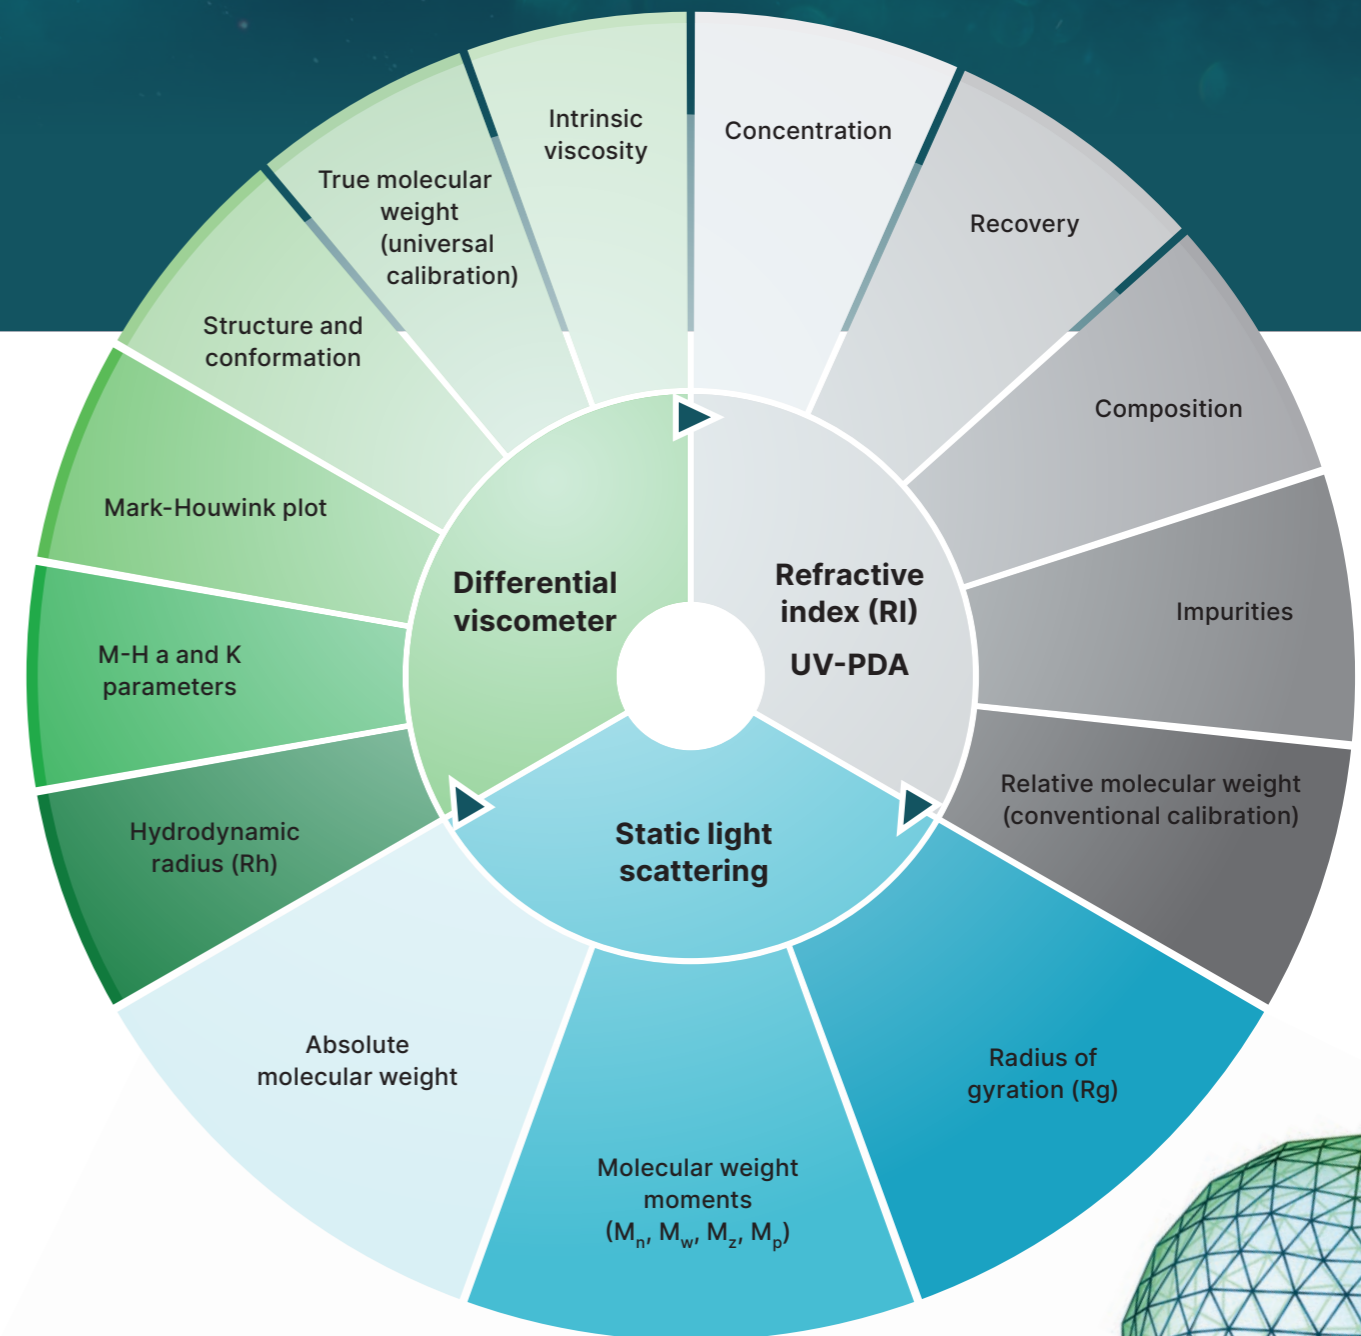 Intrinsic
viscosity
Concentration
Recovery
Composition
Impurities
Relative molecular weight
(conventional calibration)
Radius of
gyration (Rg)
Molecular weight
moments
(Mn, Mw, Mz, Mp)
Absolute
molecular weight
Hydrodynamic
radius (Rh)
M-H a and K
parameters
Mark-Houwink plot
Structure and
conformation
True molecular
weight
(universal
calibration)
Differential
viscometer
Refractive
index (RI)
UV-PDA
Static light
scattering